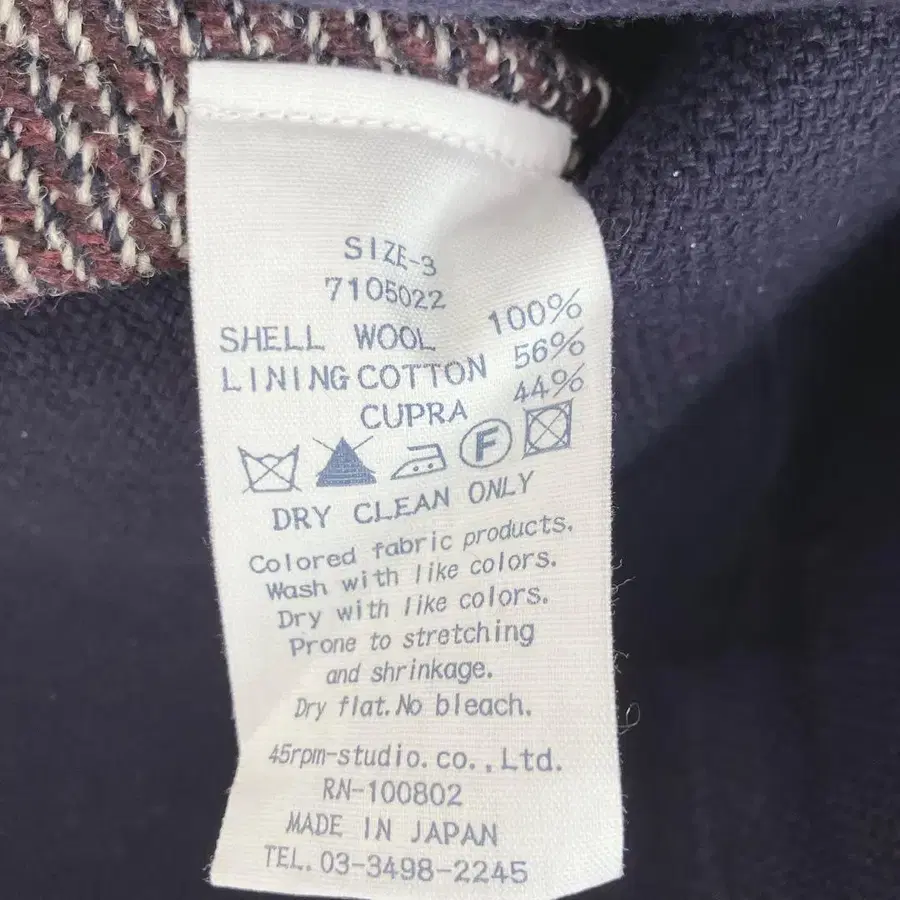 SIZE-3
7105022
SHELL WOOL 100%
LINING COTTON 56%
CUPRA 44%
F
DRY CLEAN ONLY
Colored fabric products.
Wash with like colors.
Dry with like colors.
Prone to stretching
and shrinkage.
Dry flat. No bleach.
45rpm-studio.co.,Ltd.
RN-100802
MADE IN JAPAN
TEL.03-3498-2245